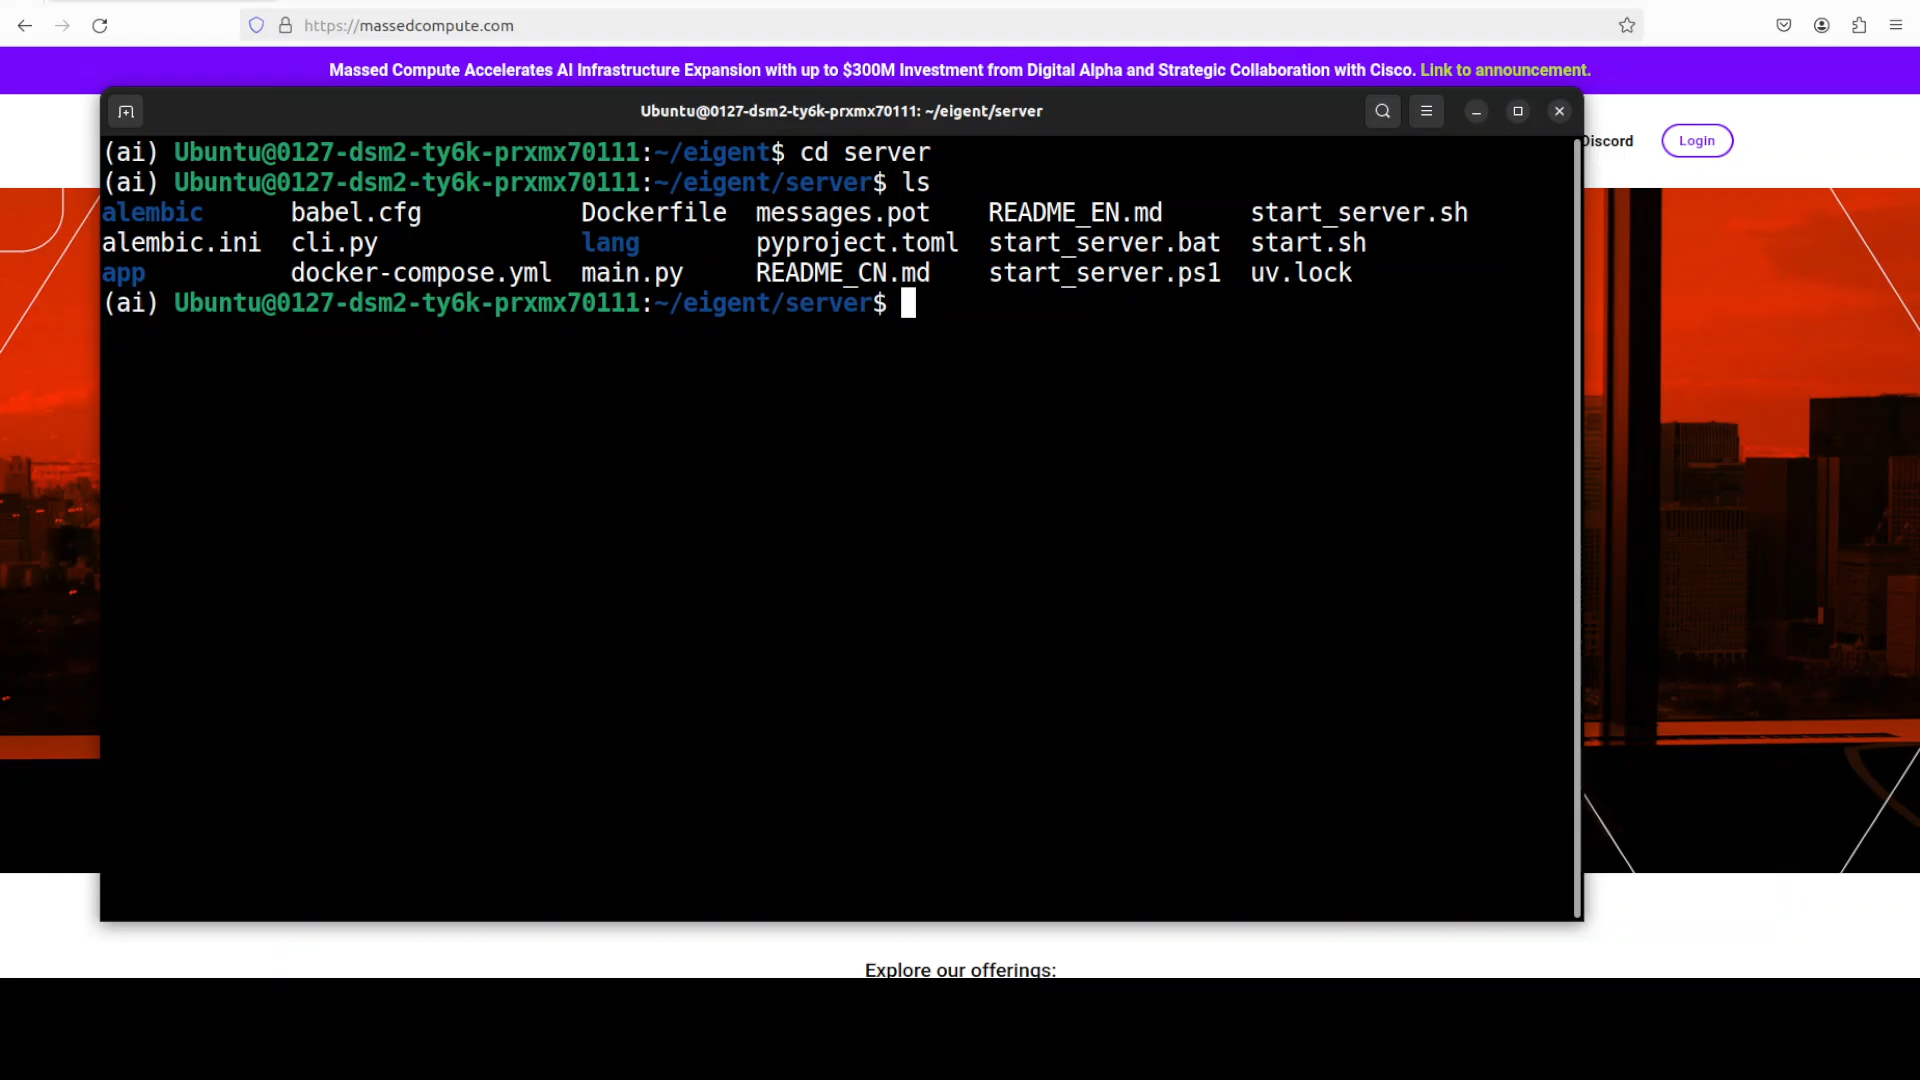 https://massedcompute.com
Massed Compute Accelerates AI Infrastructure Expansion with up to $300M Investment from Digital Alpha and Strategic Collaboration with Cisco. Link to announcement.
Ubuntu@0127-dsm2-ty6k-prxmx70111: ~/eigent/server
Discord
Login
(ai) Ubuntu@0127-dsm2-ty6k-prxmx70111:~/eigent$ cd server
(ai) Ubuntu@0127-dsm2-ty6k-prxmx70111:~/eigent/server$ ls
alembic babel.cfg Dockerfile messages.pot README_EN.md start_server.sh
alembic.ini cli.py lang pyproject.toml start_server.bat start.sh
app docker-compose.yml main.py README_CN.md start_server.ps1 uv.lock
(ai) Ubuntu@0127-dsm2-ty6k-prxmx70111:~/eigent/server$
Explore our offerings: